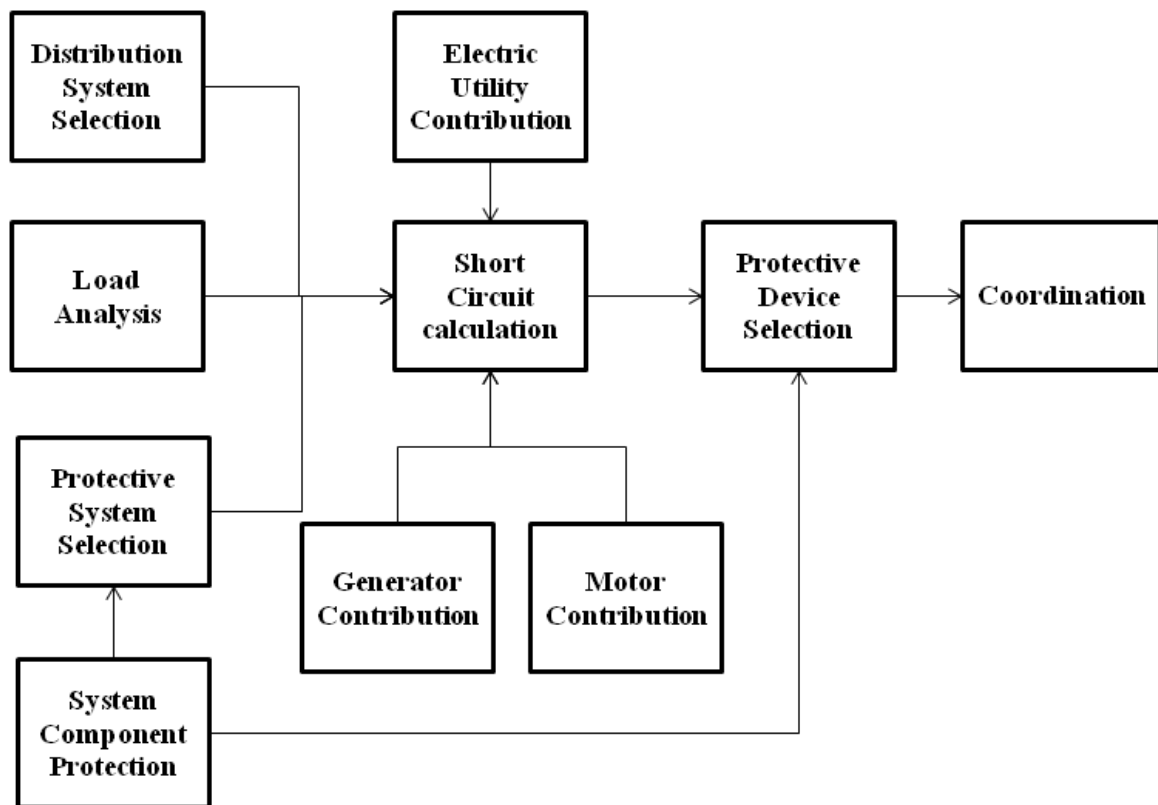 Distribution
System
Selection
Electric
Utility
Contribution
Load
Analysis
Short
Circuit
calculation
Protective
Device
Selection
Coordination
Protective
System
Selection
Generator
Contribution
Motor
Contribution
System
Component
Protection